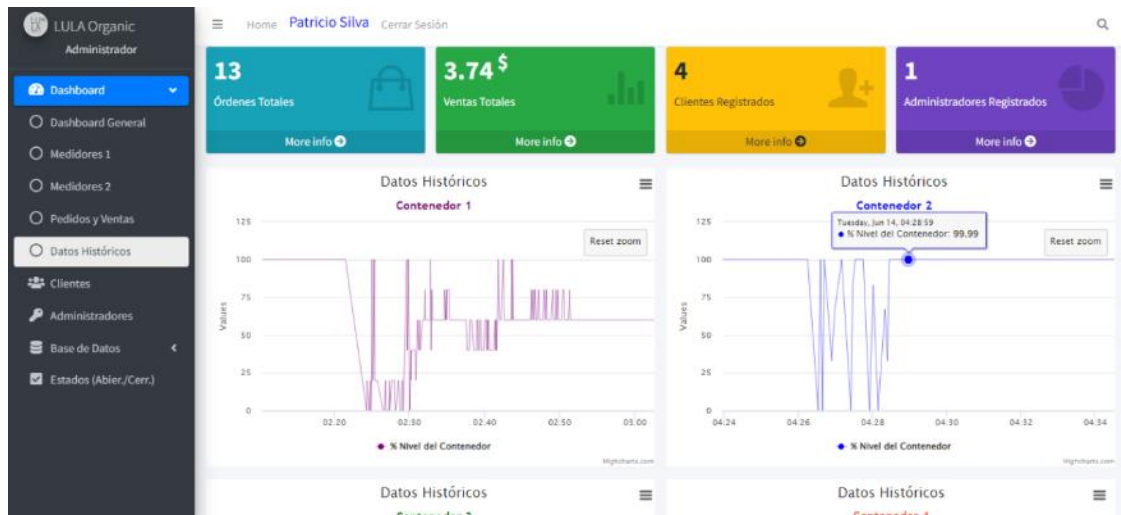 LULA Organic
Administrador
Dashboard
Dashboard General
Medidores 1
Medidores 2
Pedidos y Ventas
Datos Históricos
Clientes
Administradores
Base de Datos
Estados (Abier./Cerr.)
Home Patricio Silva Cerrar Sesión
13
Órdenes Totales
More info
3.74 $
Ventas Totales
More info
4
Clientes Registrados
More info
1
Administradores Registrados
More info
Datos Históricos
Contenedor 1
Reset zoom
Values
125
100
75
50
25
0
02:20 02:30 02:40 02:50 03:00
% Nivel del Contenedor
Highcharts.com
Datos Históricos
Contenedor 2
Tuesday, Jun 14, 04:28:59
% Nivel del Contenedor: 99.99
Reset zoom
Values
125
100
75
50
25
0
04:24 04:26 04:28 04:30 04:32 04:34
% Nivel del Contenedor
Highcharts.com
Datos Históricos
Contenedor 3
Datos Históricos
Contenedor 4